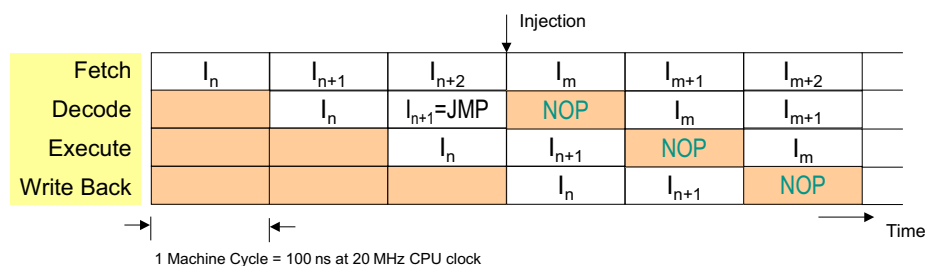 Injection
Fetch Iₙ Iₙ₊₁ Iₙ₊₂ Iₘ Iₘ₊₁ Iₘ₊₂
Decode Iₙ Iₙ₊₁=JMP NOP Iₘ Iₘ₊₁
Execute Iₙ Iₙ₊₁ NOP Iₘ
Write Back Iₙ Iₙ₊₁ NOP
Time
1 Machine Cycle = 100 ns at 20 MHz CPU clock